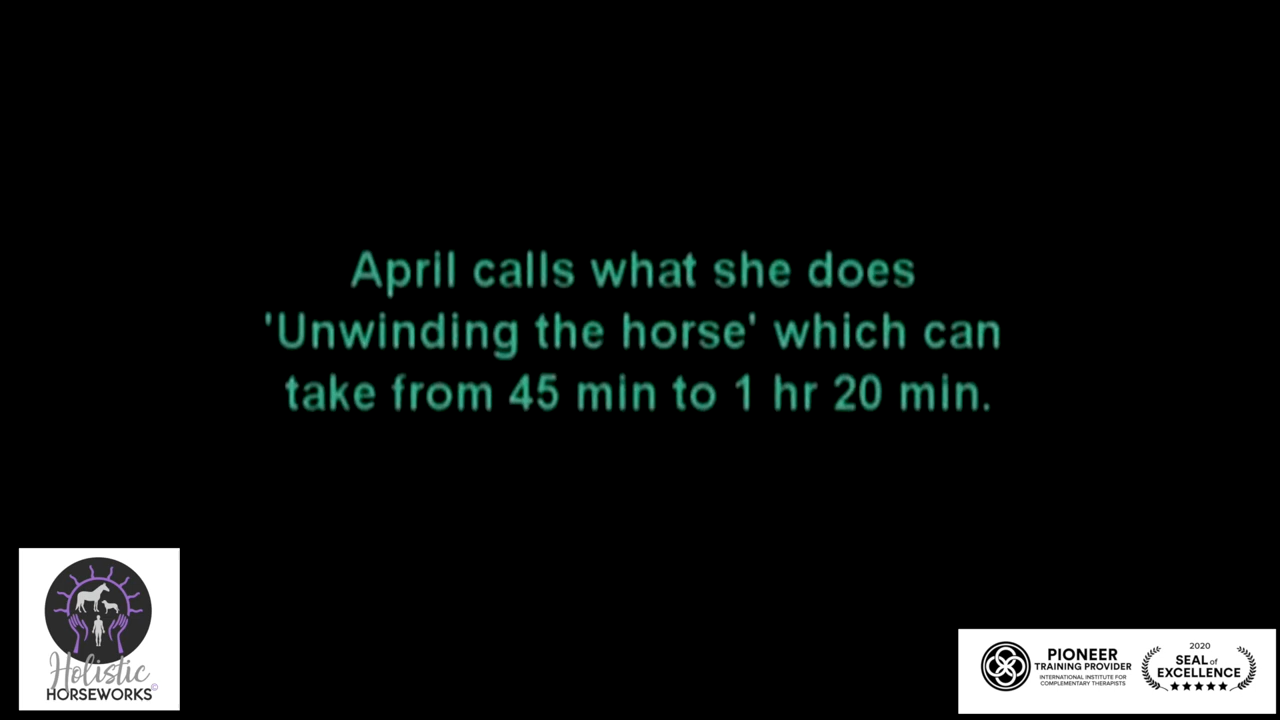 April calls what she does
'Unwinding the horse' which can
take from 45 min to 1 hr 20 min.
Holistic
HORSEWORKS©
PIONEER
TRAINING PROVIDER
INTERNATIONAL INSTITUTE FOR
COMPLEMENTARY THERAPISTS
2020
SEAL of
EXCELLENCE